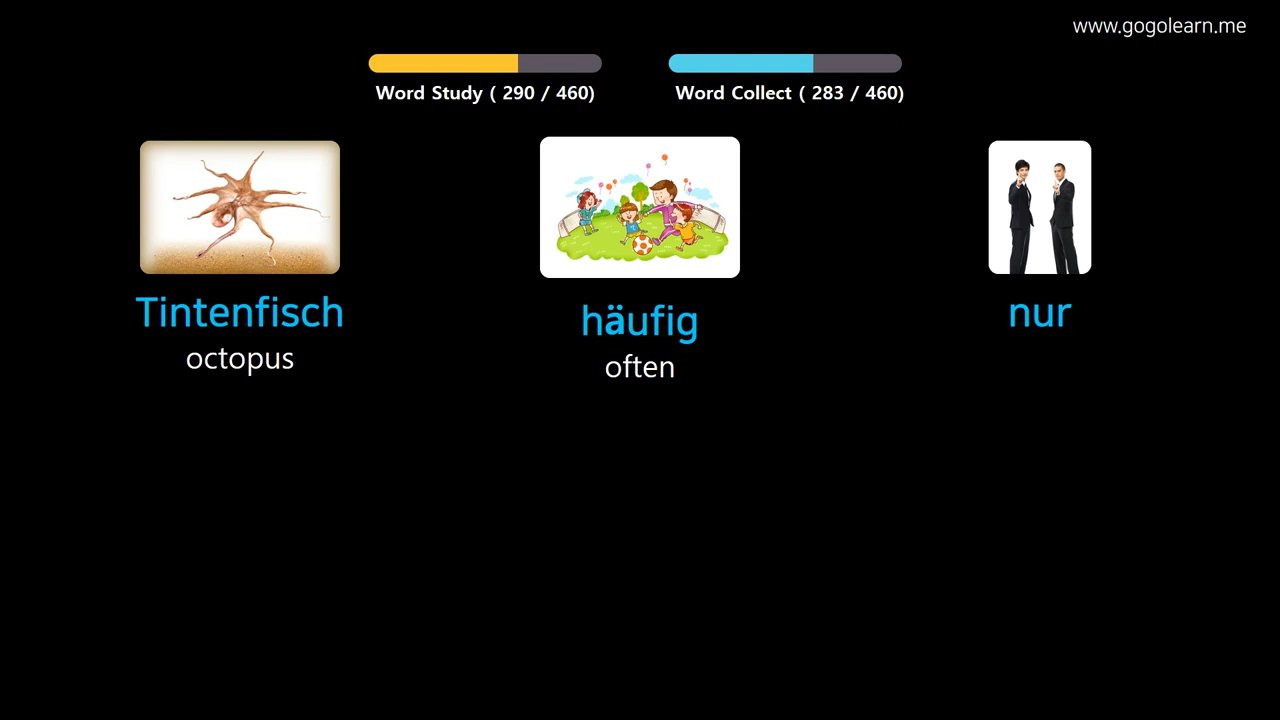 www.gogolearn.me
Word Study ( 290 / 460)
Word Collect ( 283 / 460)
Tintenfisch
octopus
häufig
often
nur